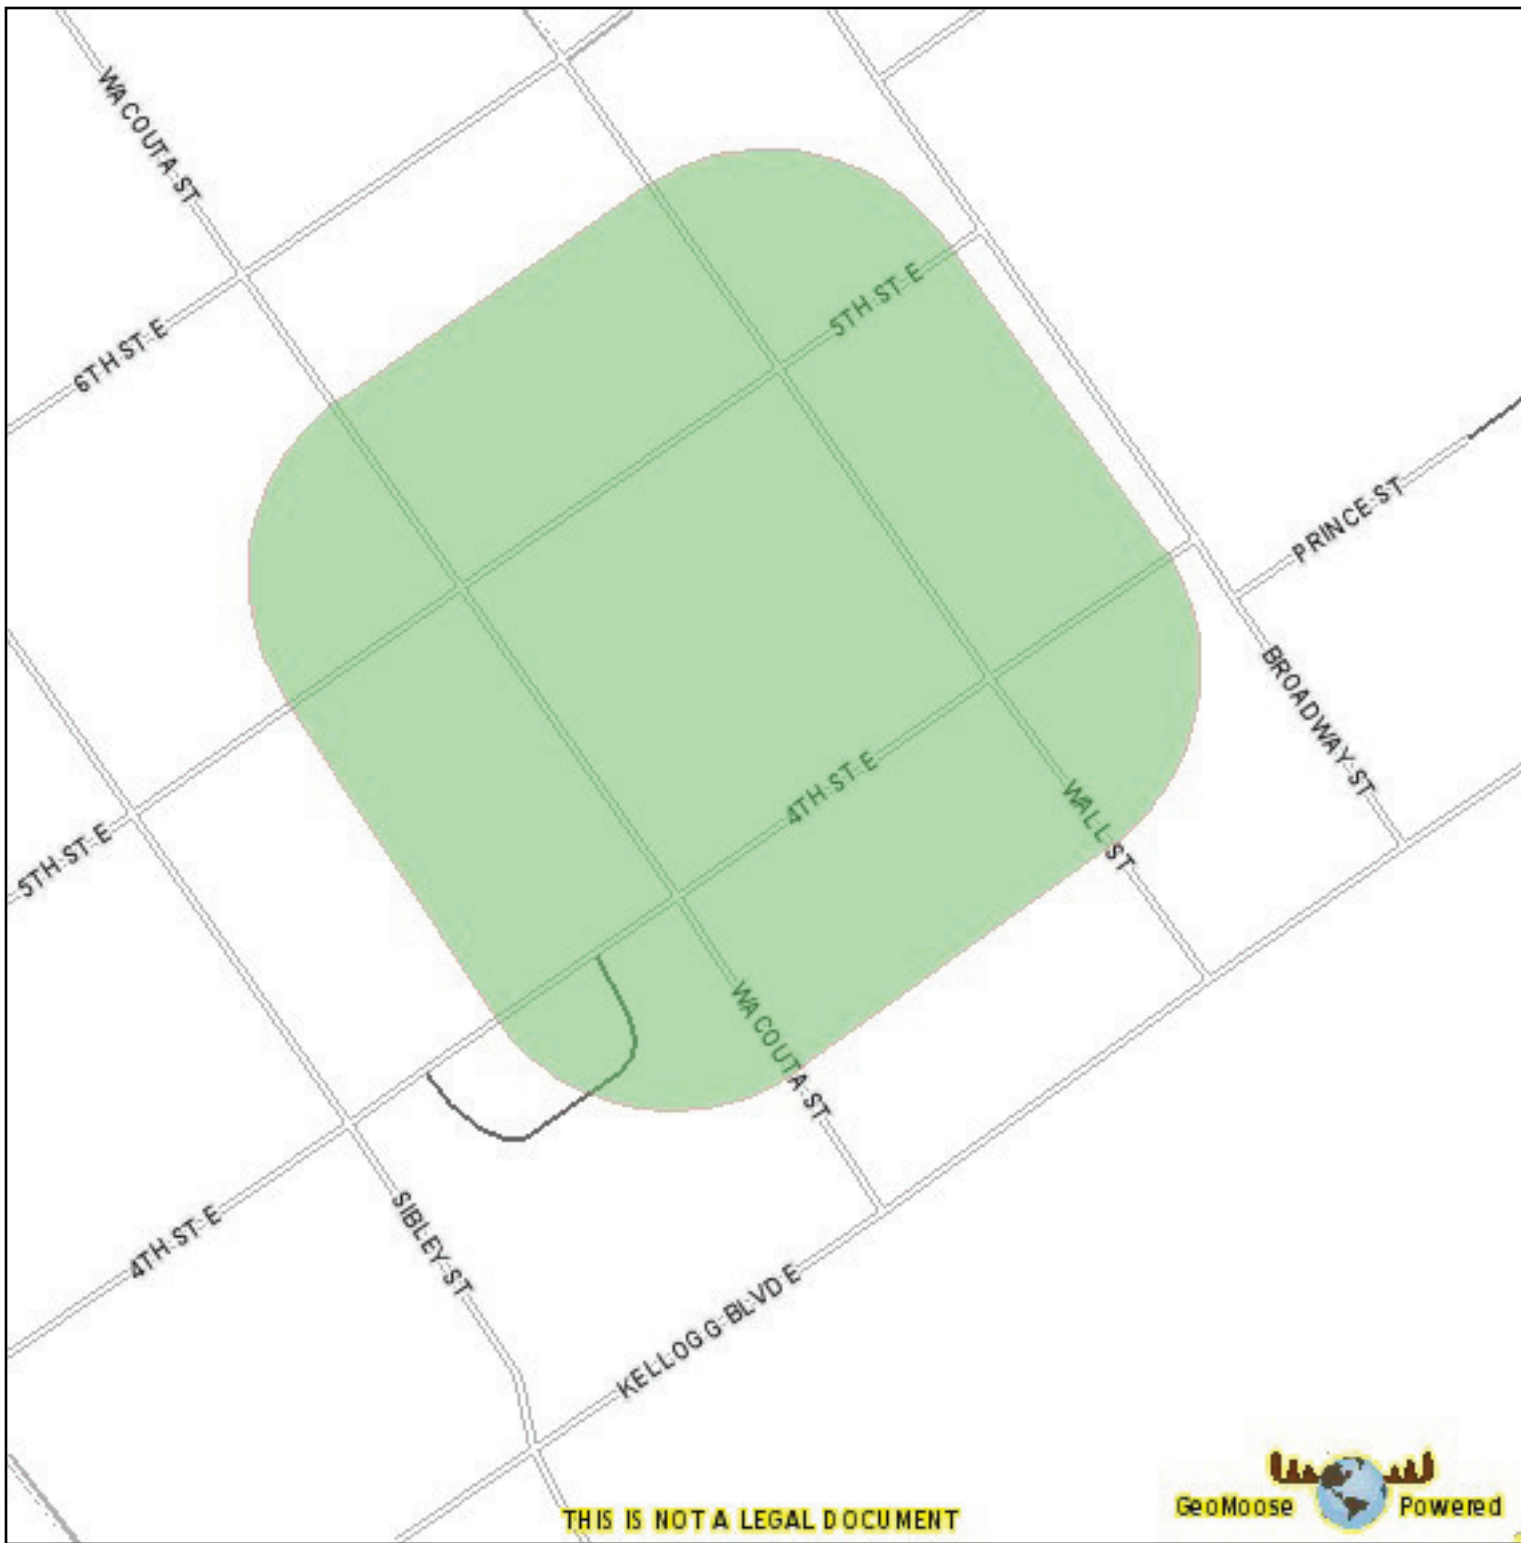 WACOUTA ST
6TH ST E
5TH ST E
PRINCE ST
BROADWAY ST
4TH ST E
WALL ST
5TH ST E
WACOUTA ST
4TH ST E
SIBLEY ST
KELLOGG BLVD E
THIS IS NOT A LEGAL DOCUMENT
GeoMoose Powered